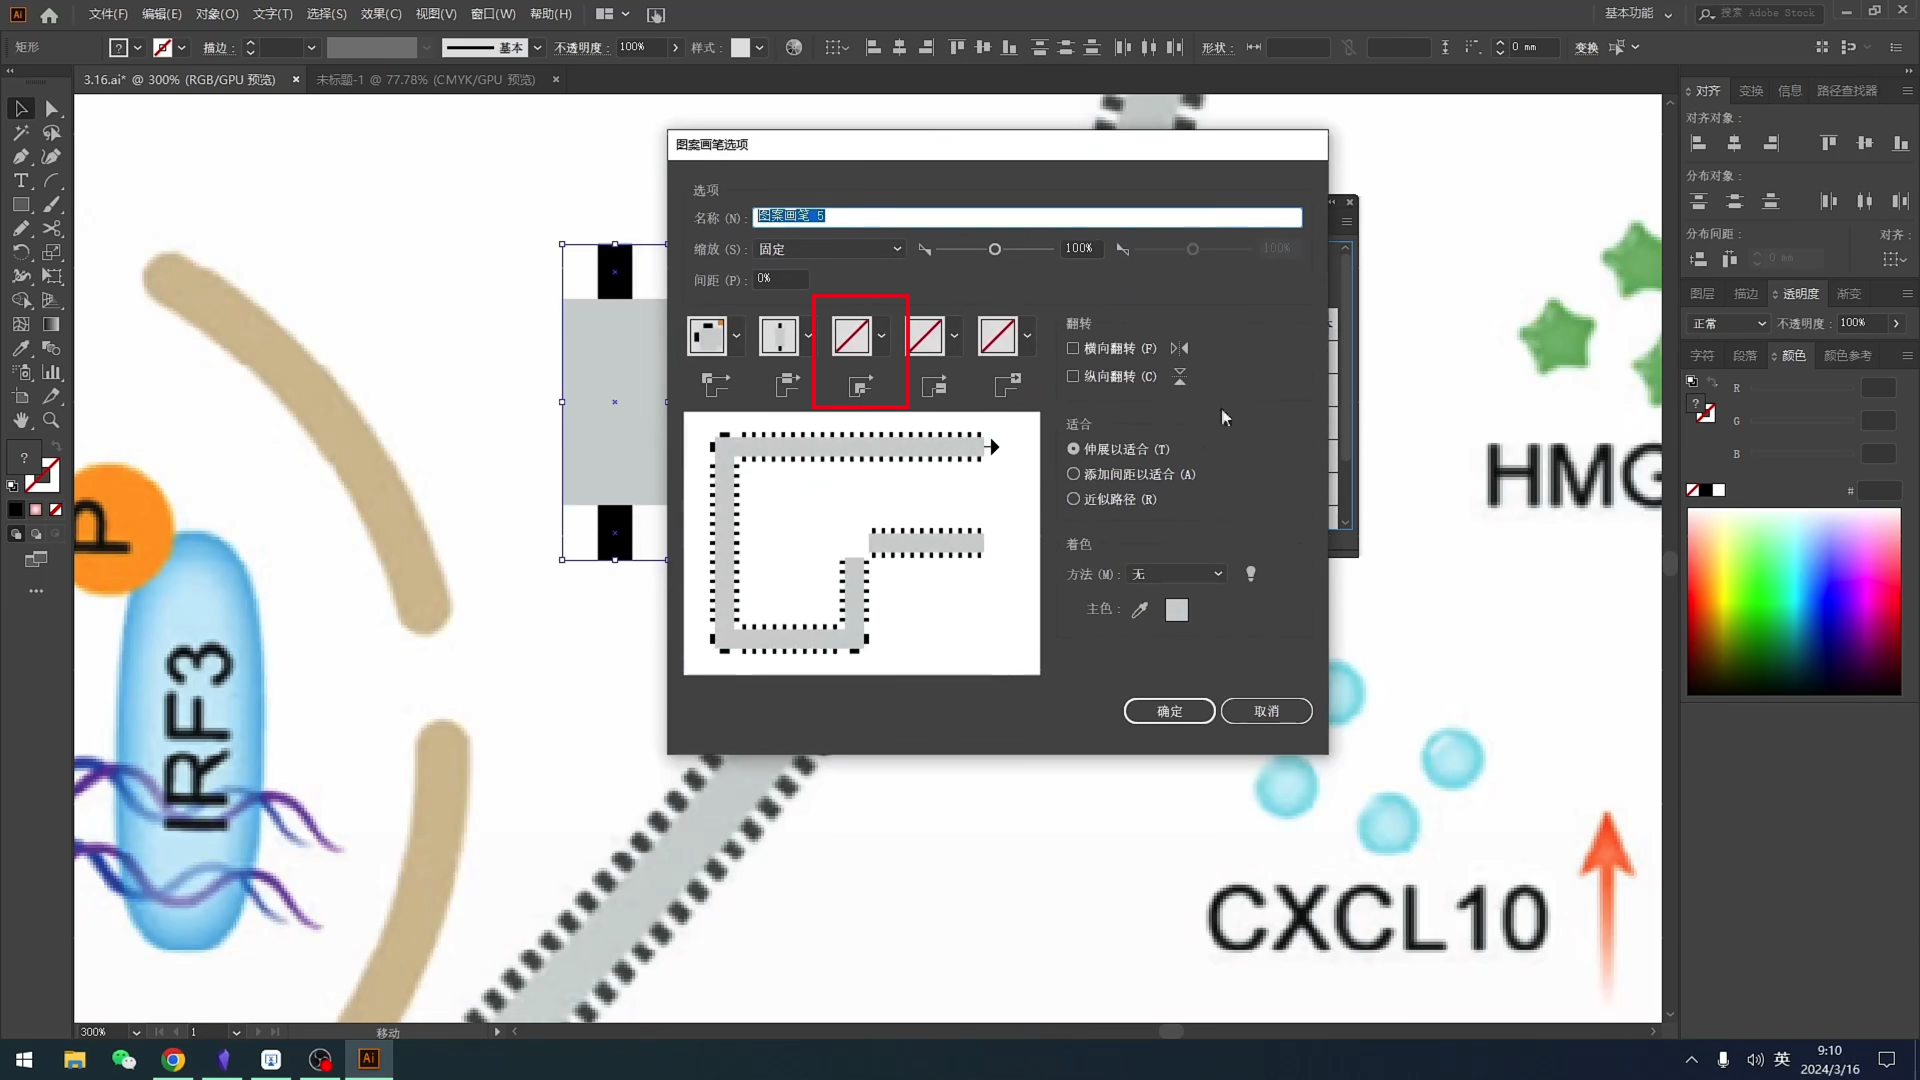 文件(F) 编辑(E) 对象(O) 文字(T) 选择(S) 效果(C) 视图(V) 窗口(W) 帮助(H)
基本功能
搜索 Adobe Stock
矩形
?
描边 :
基本
不透明度 : 100%
样式 :
形状 :
0 mm
变换
3.16.ai* @ 300% (RGB/GPU 预览) ×
未标题-1 @ 77.78% (CMYK/GPU 预览) ×
图案画笔选项
选项
名称 (N) : 图案画笔 5
缩放 (S) : 固定
100%
100%
间距 (P) : 0%
翻转
横向翻转 (F)
纵向翻转 (C)
适合
伸展以适合 (T)
添加间距以适合 (A)
近似路径 (R)
着色
方法 (M) : 无
主色 :
确定
取消
P
IRF3
HMG
CXCL10
对齐 变换 信息 路径查找器
对齐对象 :
分布对象 :
分布间距 :
对齐 :
0 mm
图层 描边 透明度 渐变
正常
不透明度 : 100%
字符 段落 颜色 颜色参考
?
R
G
B
#
?
300%
1
移动
Ai
英
9:10
2024/3/16